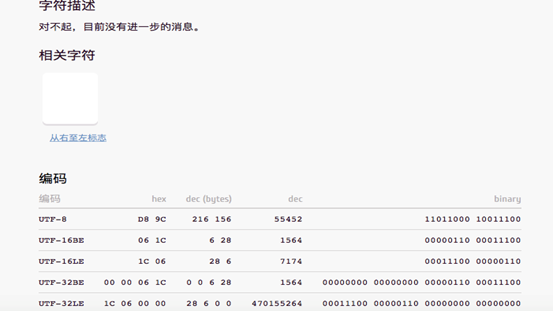 字符描述
对不起，目前没有进一步的消息。
相关字符
从右至左标态
编码
编码 hex dec (bytes) dec binary
UTF-8 D8 9C 216 156 55452 11011000 10011100
UTF-16BE 06 1C 6 28 1564 00000110 00011100
UTF-16LE 1C 06 28 6 7174 00011100 00000110
UTF-32BE 00 00 06 1C 0 0 6 28 1564 00000000 00000000 00000110 00011100
UTF-32LE 1C 06 00 00 28 6 0 0 470155264 00011100 00000110 00000000 00000000